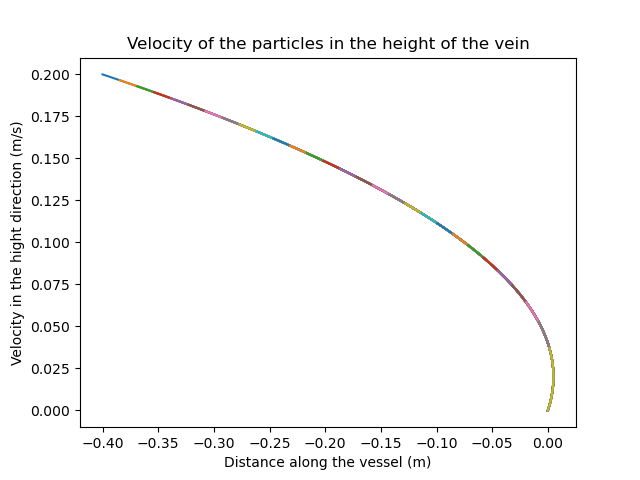 Velocity of the particles in the height of the vein
Velocity in the hight direction (m/s)
0.200
0.175
0.150
0.125
0.100
0.075
0.050
0.025
0.000
−0.40 −0.35 −0.30 −0.25 −0.20 −0.15 −0.10 −0.05 0.00
Distance along the vessel (m)